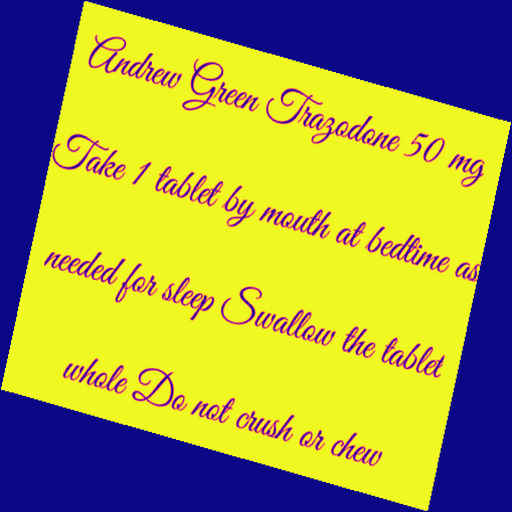 Andrew Green Trazodone 50 mg
Take 1 tablet by mouth at bedtime as
needed for sleep Swallow the tablet
whole Do not crush or chew